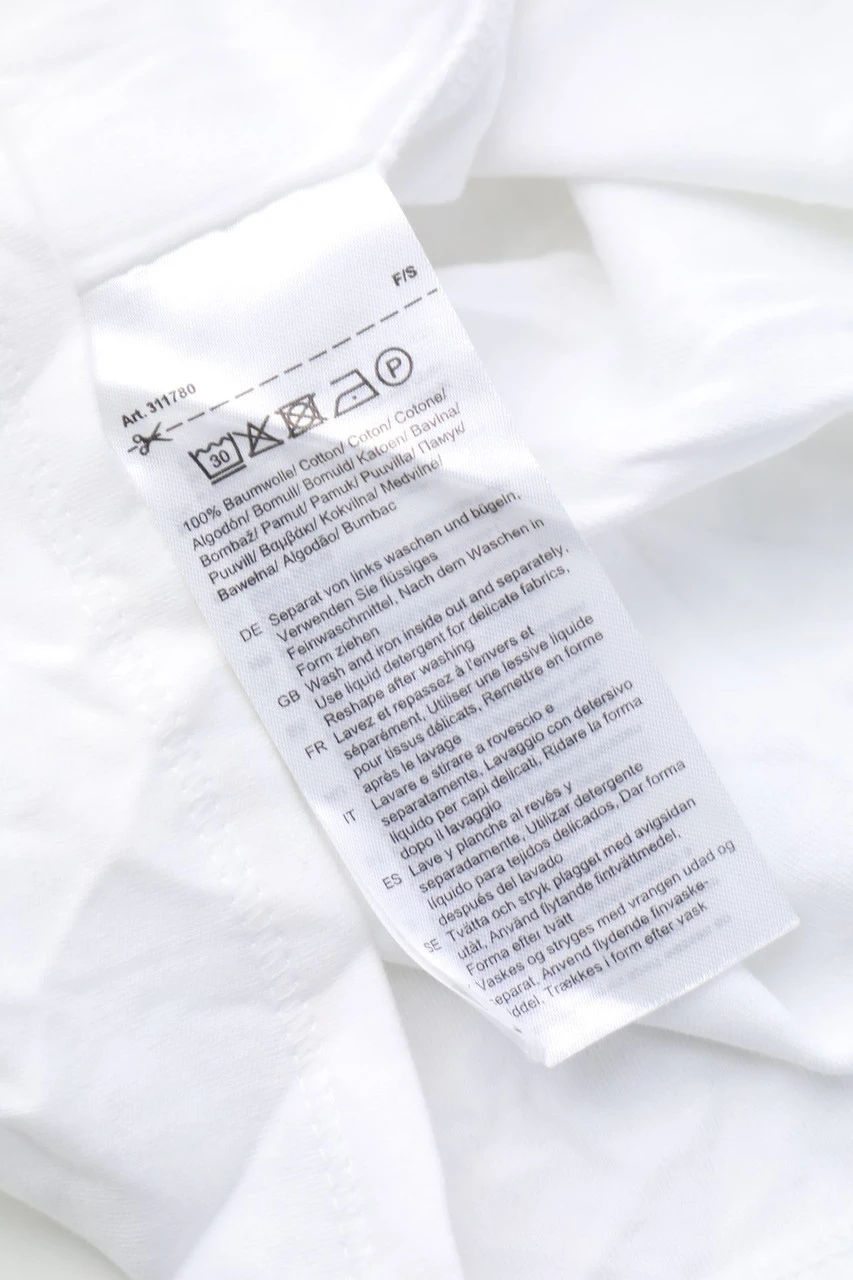 F/S
Art. 311780
30
P
100% Baumwolle/ Cotton/ Coton/ Cotone/
Algodón/ Bomull/ Bomuld/ Katoen/ Bavlna/
Bombaž/ Pamut/ Pamuk/ Puuvilla/ Памук/
Puuvill/ Βαμβάκι/ Kokvilna/ Medvilnė/
Bawełna/ Algodão/ Bumbac
DE Separat von links waschen und bügeln,
Verwenden Sie flüssiges
Feinwaschmittel, Nach dem Waschen in
Form ziehen
GB Wash and iron inside out and separately,
Use liquid detergent for delicate fabrics,
Reshape after washing
FR Lavez et repassez à l'envers et
séparément, Utiliser une lessive liquide
pour tissus délicats, Remettre en forme
après le lavage
IT Lavare e stirare a rovescio e
separatamente, Lavaggio con detersivo
liquido per capi delicati, Ridare la forma
dopo il lavaggio
ES Lave y planche al revés y
separadamente, Utilizar detergente
líquido para tejidos delicados, Dar forma
después del lavado
SE Tvätta och stryk plagget med avigsidan
utåt, Använd flytande fintvättmedel,
Forma efter tvätt
Vaskes og stryges med vrangen udad og
eparat, Anvend flydende finvaske-
ddel, Trækkes i form efter vask